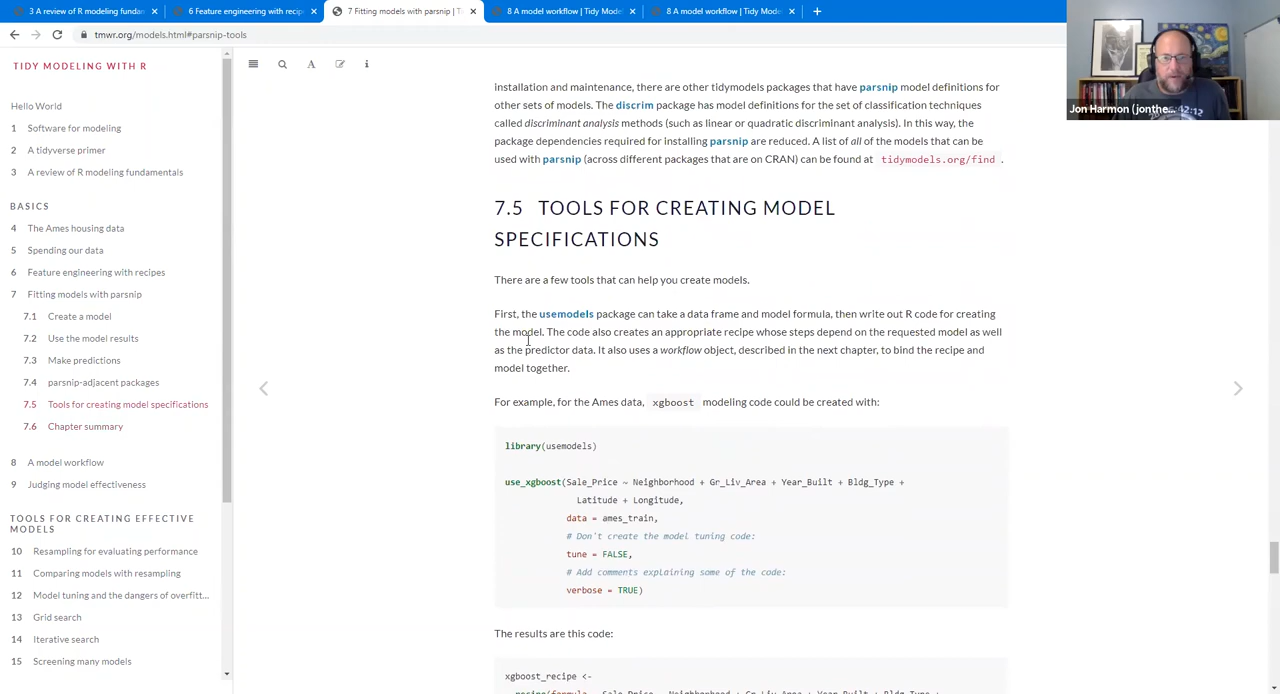 3 A review of R modeling fundam
6 Feature engineering with recip
7 Fitting models with parsnip | T
8 A model workflow | Tidy Model
8 A model workflow | Tidy Mode
tmwr.org/models.html#parsnip-tools
TIDY MODELING WITH R
Hello World
1 Software for modeling
2 A tidyverse primer
3 A review of R modeling fundamentals
BASICS
4 The Ames housing data
5 Spending our data
6 Feature engineering with recipes
7 Fitting models with parsnip
7.1 Create a model
7.2 Use the model results
7.3 Make predictions
7.4 parsnip-adjacent packages
7.5 Tools for creating model specifications
7.6 Chapter summary
8 A model workflow
9 Judging model effectiveness
TOOLS FOR CREATING EFFECTIVE
MODELS
10 Resampling for evaluating performance
11 Comparing models with resampling
12 Model tuning and the dangers of overfitt...
13 Grid search
14 Iterative search
15 Screening many models
installation and maintenance, there are other tidymodels packages that have parsnip model definitions for
other sets of models. The discrim package has model definitions for the set of classification techniques
called discriminant analysis methods (such as linear or quadratic discriminant analysis). In this way, the
package dependencies required for installing parsnip are reduced. A list of all of the models that can be
used with parsnip (across different packages that are on CRAN) can be found at tidymodels.org/find .
7.5 TOOLS FOR CREATING MODEL
SPECIFICATIONS
There are a few tools that can help you create models.
First, the usemodels package can take a data frame and model formula, then write out R code for creating
the model. The code also creates an appropriate recipe whose steps depend on the requested model as well
as the predictor data. It also uses a workflow object, described in the next chapter, to bind the recipe and
model together.
For example, for the Ames data, xgboost modeling code could be created with:
library(usemodels)
use_xgboost(Sale_Price ~ Neighborhood + Gr_Liv_Area + Year_Built + Bldg_Type +
Latitude + Longitude,
data = ames_train,
# Don't create the model tuning code:
tune = FALSE,
# Add comments explaining some of the code:
verbose = TRUE)
The results are this code:
xgboost_recipe <-
Jon Harmon (jonthe...
42:12